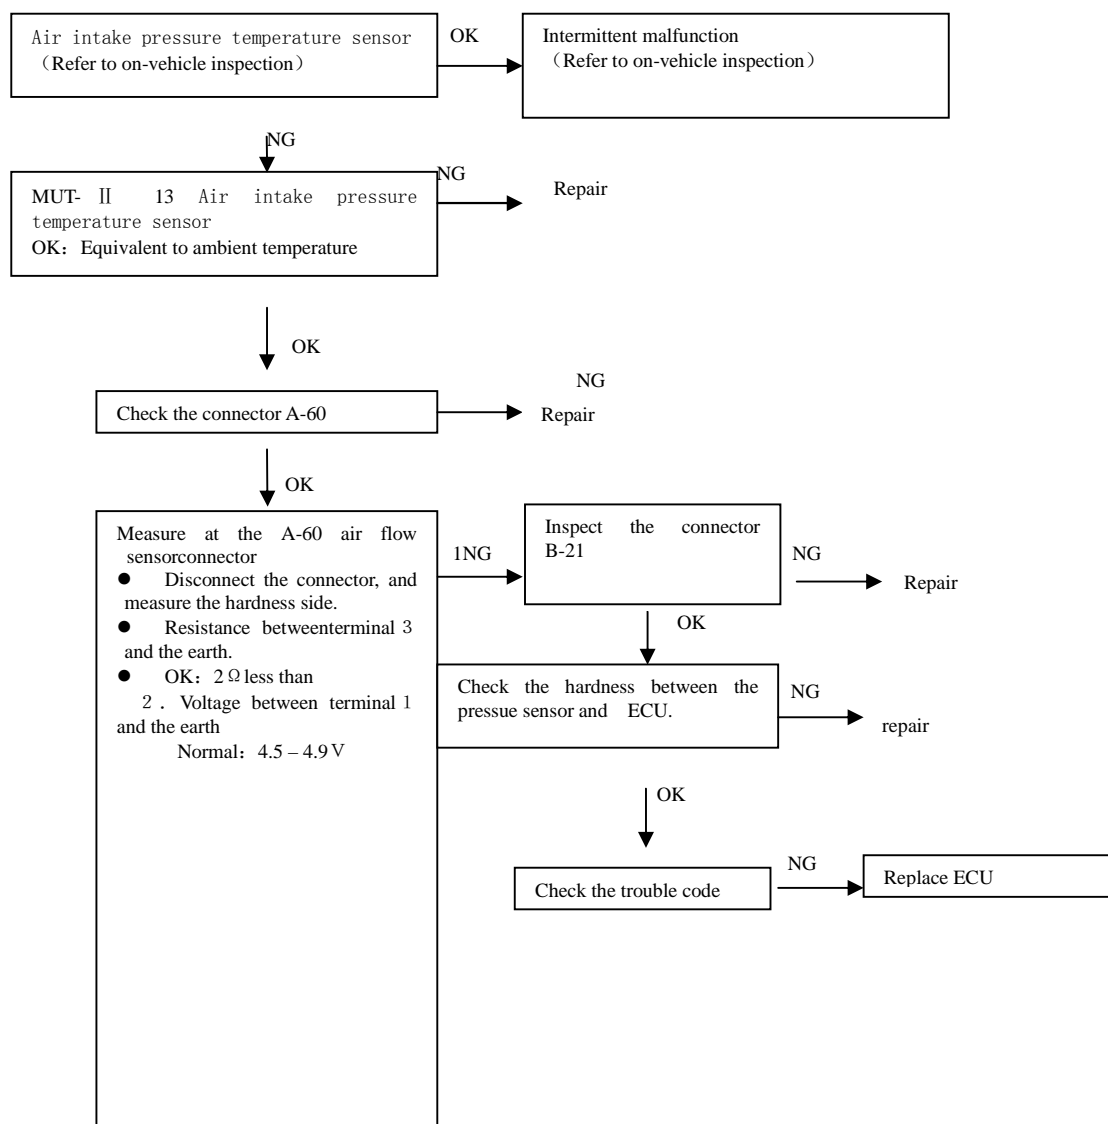 Air intake pressure temperature sensor
（Refer to on-vehicle inspection）
OK
Intermittent malfunction
（Refer to on-vehicle inspection）
NG
MUT- Ⅱ 13 Air intake pressure
temperature sensor
OK：Equivalent to ambient temperature
NG
Repair
OK
Check the connector A-60
NG
Repair
OK
Measure at the A-60 air flow
sensorconnector
● Disconnect the connector, and
measure the hardness side.
● Resistance betweenterminal 3
and the earth.
● OK：2Ωless than
2．Voltage between terminal 1
and the earth
Normal：4.5 – 4.9Ｖ
1NG
Inspect the connector
B-21
NG
Repair
OK
Check the hardness between the
pressue sensor and ECU.
NG
repair
OK
Check the trouble code
NG
Replace ECU